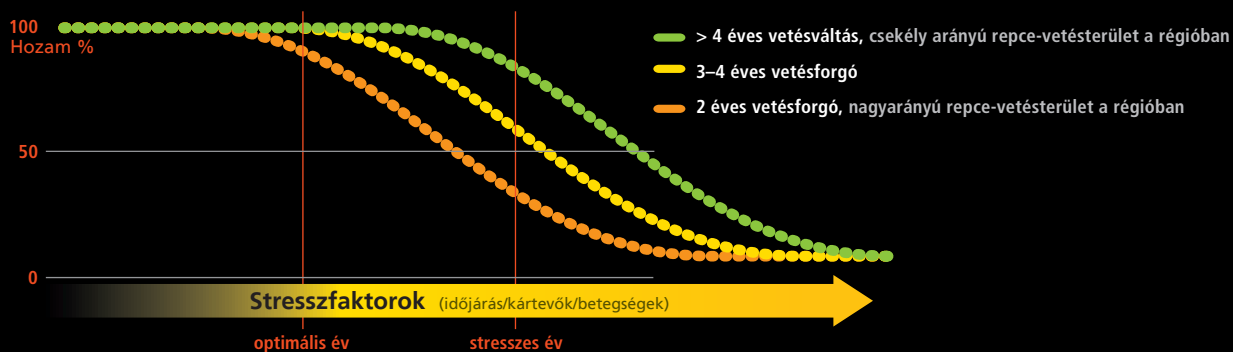 100
Hozam %
50
0
> 4 éves vetésváltás, csekély arányú repce-vetésterület a régióban
3–4 éves vetésforgó
2 éves vetésforgó, nagyarányú repce-vetésterület a régióban
Stresszfaktorok (időjárás/kártevők/betegségek)
optimális év
stresszes év